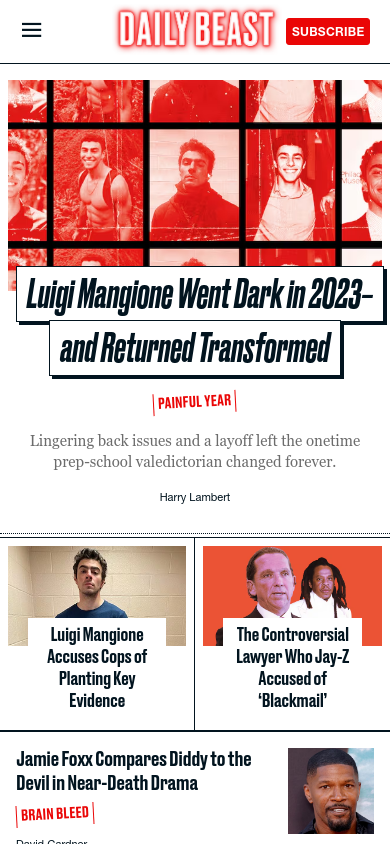 DAILY BEAST
SUBSCRIBE
Luigi Mangione Went Dark in 2023–
and Returned Transformed
PAINFUL YEAR
Lingering back issues and a layoff left the onetime
prep-school valedictorian changed forever.
Harry Lambert
Luigi Mangione
Accuses Cops of
Planting Key
Evidence
The Controversial
Lawyer Who Jay-Z
Accused of
‘Blackmail’
Jamie Foxx Compares Diddy to the
Devil in Near-Death Drama
BRAIN BLEED
David Gardner